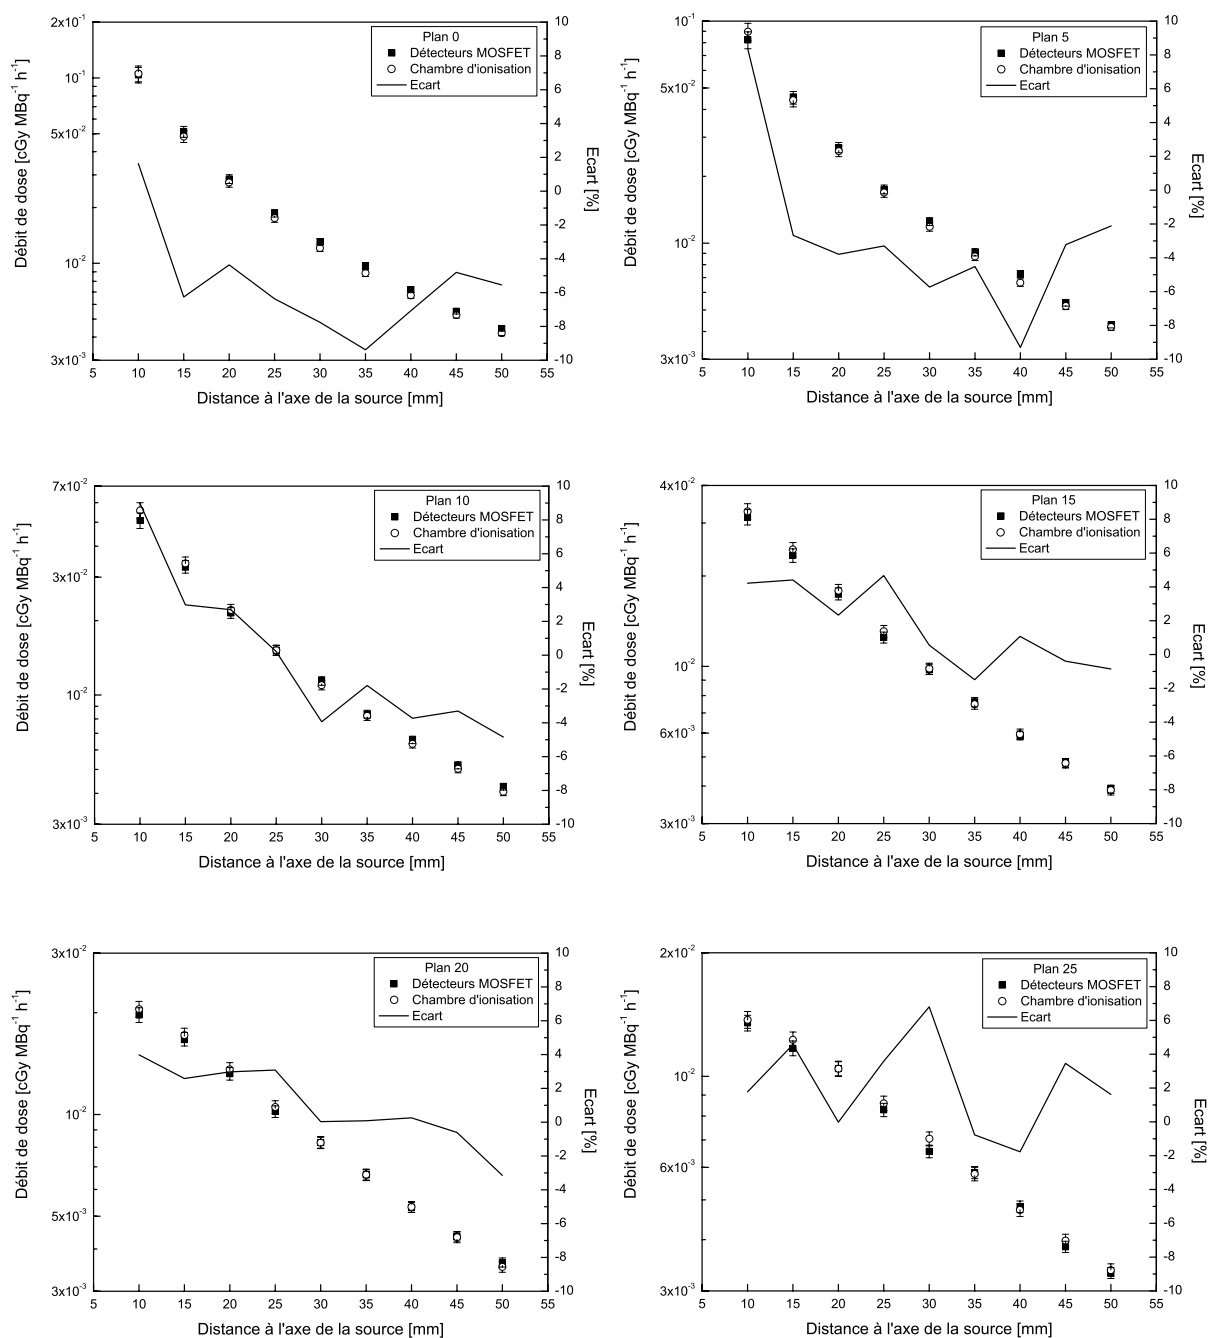 Plan 0
Détecteurs MOSFET
Chambre d'ionisation
Ecart
Débit de dose [cGy MBq⁻¹ h⁻¹]
2x10⁻¹
10⁻¹
5x10⁻²
10⁻²
3x10⁻³
10
8
6
4
2
0
-2
-4
-6
-8
-10
Ecart [%]
5 10 15 20 25 30 35 40 45 50 55
Distance à l'axe de la source [mm]
Plan 5
Détecteurs MOSFET
Chambre d'ionisation
Ecart
Débit de dose [cGy MBq⁻¹ h⁻¹]
10⁻¹
5x10⁻²
10⁻²
3x10⁻³
10
8
6
4
2
0
-2
-4
-6
-8
-10
Ecart [%]
5 10 15 20 25 30 35 40 45 50 55
Distance à l'axe de la source [mm]
Plan 10
Détecteurs MOSFET
Chambre d'ionisation
Ecart
Débit de dose [cGy MBq⁻¹ h⁻¹]
7x10⁻²
3x10⁻²
10⁻²
3x10⁻³
10
8
6
4
2
0
-2
-4
-6
-8
-10
Ecart [%]
5 10 15 20 25 30 35 40 45 50 55
Distance à l'axe de la source [mm]
Plan 15
Détecteurs MOSFET
Chambre d'ionisation
Ecart
Débit de dose [cGy MBq⁻¹ h⁻¹]
4x10⁻²
2x10⁻²
10⁻²
6x10⁻³
3x10⁻³
10
8
6
4
2
0
-2
-4
-6
-8
-10
Ecart [%]
5 10 15 20 25 30 35 40 45 50 55
Distance à l'axe de la source [mm]
Plan 20
Détecteurs MOSFET
Chambre d'ionisation
Ecart
Débit de dose [cGy MBq⁻¹ h⁻¹]
3x10⁻²
10⁻²
5x10⁻³
3x10⁻³
10
8
6
4
2
0
-2
-4
-6
-8
-10
Ecart [%]
5 10 15 20 25 30 35 40 45 50 55
Distance à l'axe de la source [mm]
Plan 25
Détecteurs MOSFET
Chambre d'ionisation
Ecart
Débit de dose [cGy MBq⁻¹ h⁻¹]
2x10⁻²
10⁻²
6x10⁻³
3x10⁻³
10
8
6
4
2
0
-2
-4
-6
-8
-10
Ecart [%]
5 10 15 20 25 30 35 40 45 50 55
Distance à l'axe de la source [mm]